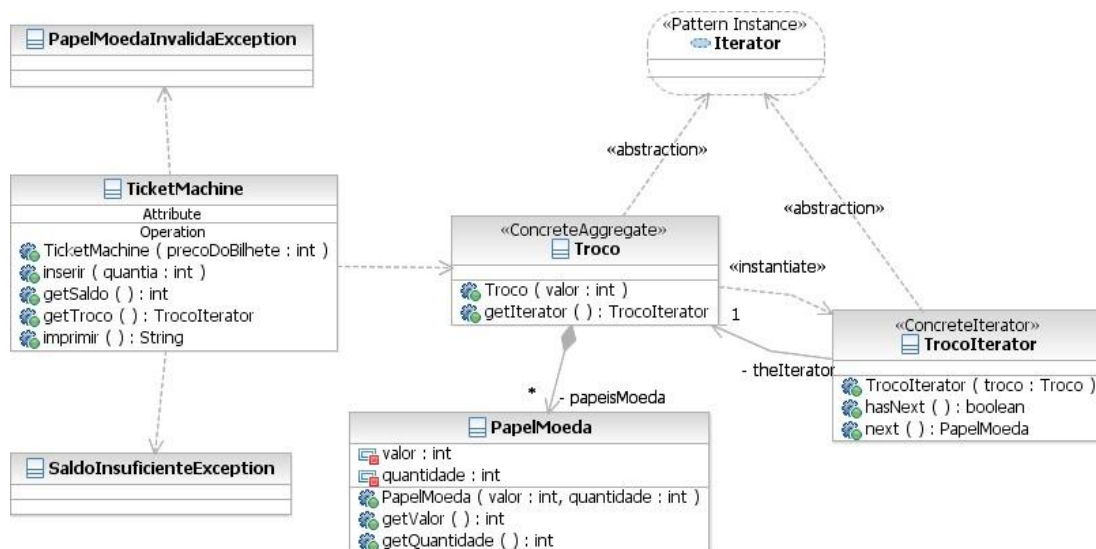 PapelMoedaInvalidaException
«Pattern Instance»
Iterator
«abstraction»
TicketMachine
Attribute
Operation
TicketMachine ( precoDoBilhete : int )
inserir ( quantia : int )
getSaldo ( ) : int
getTroco ( ) : TrocoIterator
imprimir ( ) : String
«abstraction»
«ConcreteAggregate»
Troco
Troco ( valor : int )
getIterator ( ) : TrocoIterator
«instantiate»
1
«ConcreteIterator»
TrocoIterator
TrocoIterator ( troco : Troco )
hasNext ( ) : boolean
next ( ) : PapelMoeda
- theIterator
*
- papeisMoeda
PapelMoeda
valor : int
quantidade : int
PapelMoeda ( valor : int, quantidade : int )
getValor ( ) : int
getQuantidade ( ) : int
SaldoInsuficienteException